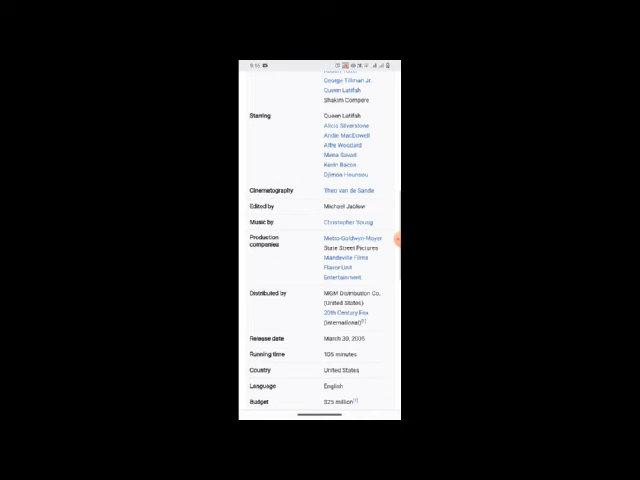 9:16
George Tillman Jr.
Queen Latifah
Shakim Compere
Starring
Queen Latifah
Alicia Silverstone
Andie MacDowell
Alfre Woodard
Mena Suvari
Kevin Bacon
Djimon Hounsou
Cinematography
Theo van de Sande
Edited by
Michael Jablow
Music by
Christopher Young
Production
companies
Metro-Goldwyn-Mayer
State Street Pictures
Mandeville Films
Flavor Unit
Entertainment
Distributed by
MGM Distribution Co.
(United States)
20th Century Fox
(International)[1]
Release date
March 30, 2005
Running time
105 minutes
Country
United States
Language
English
Budget
$25 million[1]